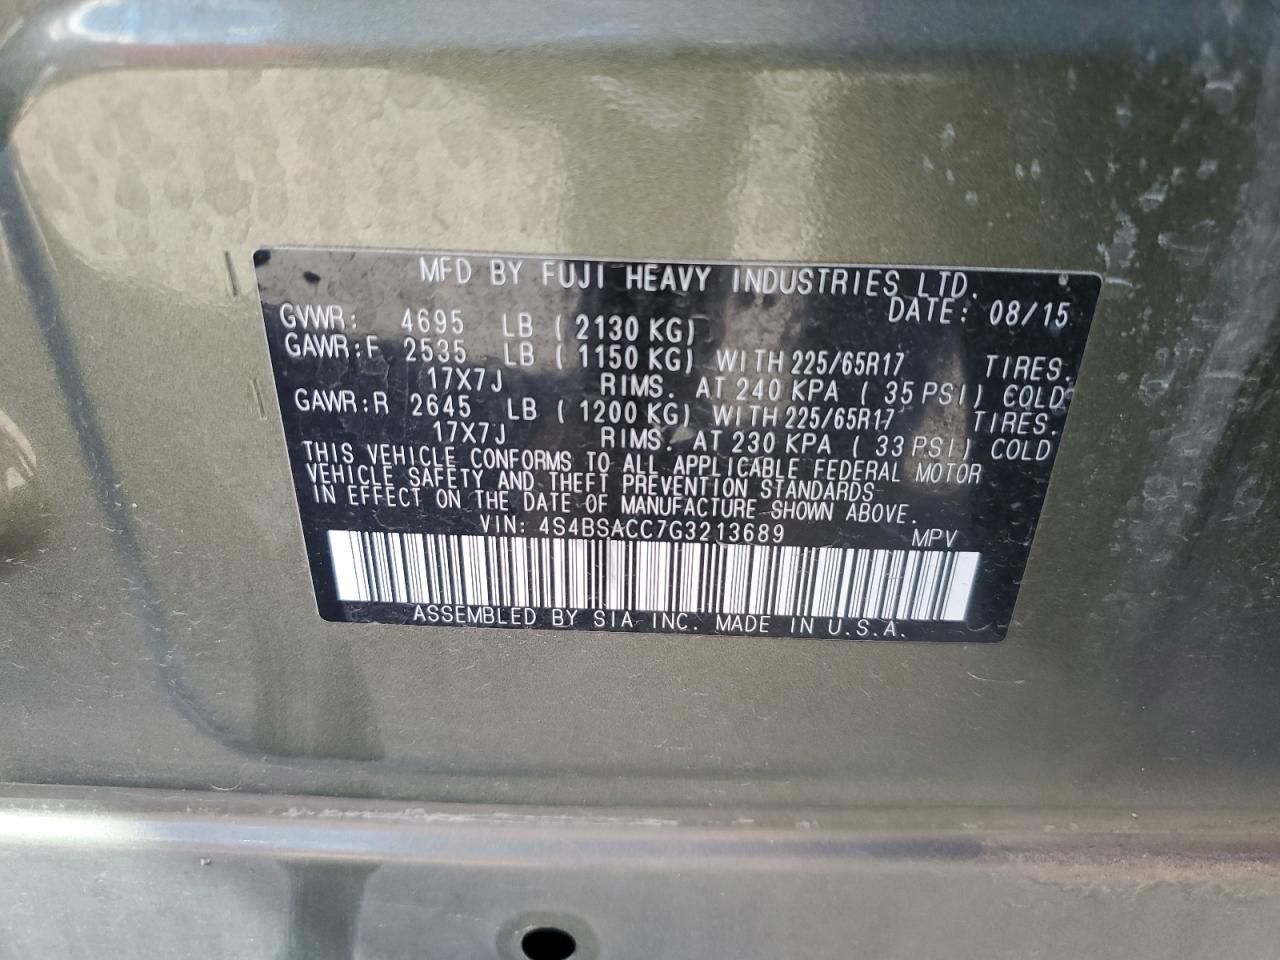 MFD BY FUJI HEAVY INDUSTRIES LTD.
DATE: 08/15
GVWR: 4695 LB ( 2130 KG)
GAWR:F 2535 LB ( 1150 KG) WITH 225/65R17 TIRES.
17X7J RIMS. AT 240 KPA ( 35 PSI) COLD
GAWR:R 2645 LB ( 1200 KG) WITH 225/65R17 TIRES.
17X7J RIMS. AT 230 KPA ( 33 PSI) COLD
THIS VEHICLE CONFORMS TO ALL APPLICABLE FEDERAL MOTOR
VEHICLE SAFETY AND THEFT PREVENTION STANDARDS
IN EFFECT ON THE DATE OF MANUFACTURE SHOWN ABOVE.
VIN: 4S4BSACC7G3213689 MPV
ASSEMBLED BY SIA INC. MADE IN U.S.A.